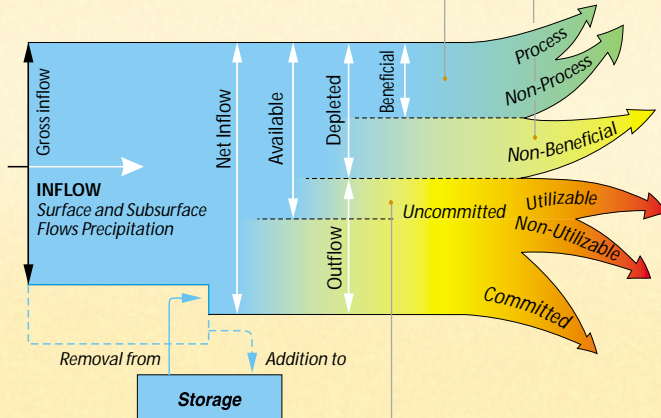 Gross inflow
INFLOW
Surface and Subsurface
Flows Precipitation
Net Inflow
Available
Depleted
Beneficial
Outflow
Uncommitted
Process
Non-Process
Non-Beneficial
Utilizable
Non-Utilizable
Committed
Removal from
Addition to
Storage